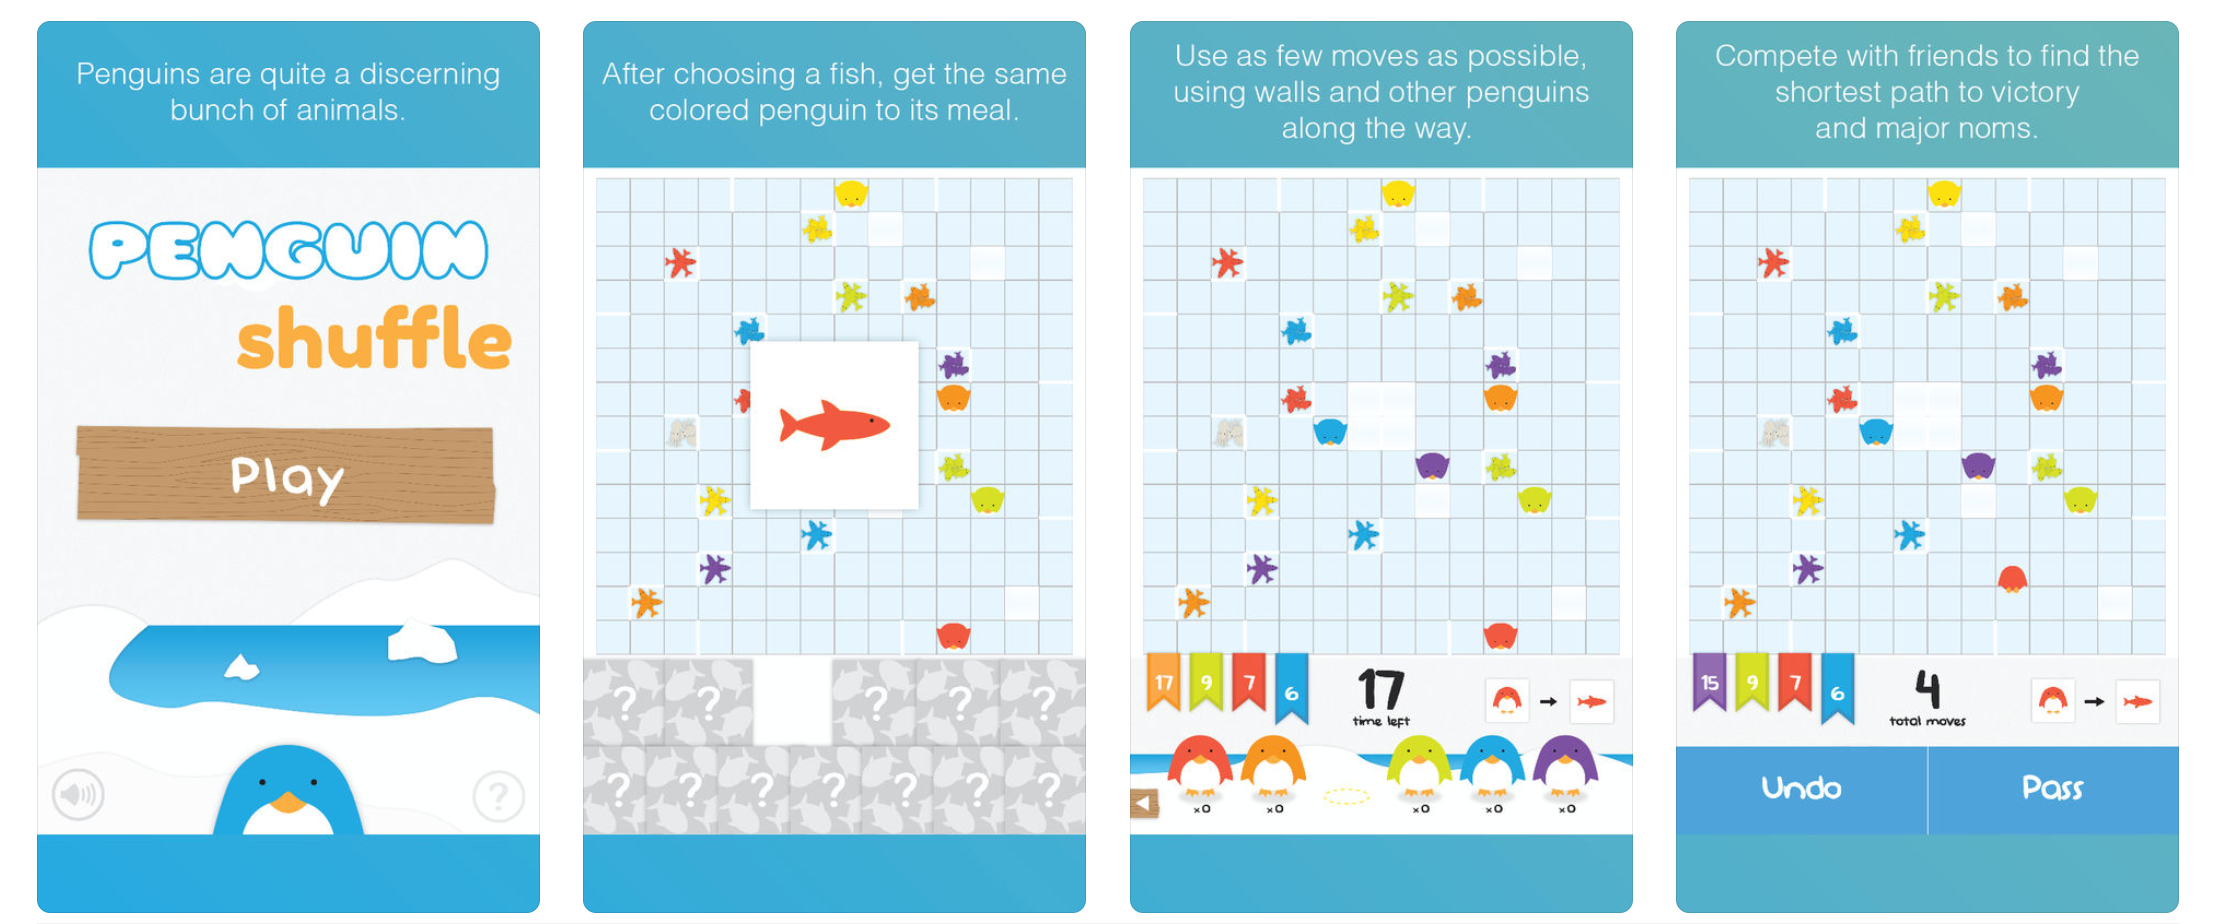 Penguins are quite a discerning
bunch of animals.
PENGUIN
shuffle
Play
?
After choosing a fish, get the same
colored penguin to its meal.
? ? ? ? ?
? ? ? ? ? ? ?
Use as few moves as possible,
using walls and other penguins
along the way.
17 9 7 6
17
time left
x0 x0 x0 x0 x0
Compete with friends to find the
shortest path to victory
and major noms.
15 9 7 6
4
total moves
Undo Pass